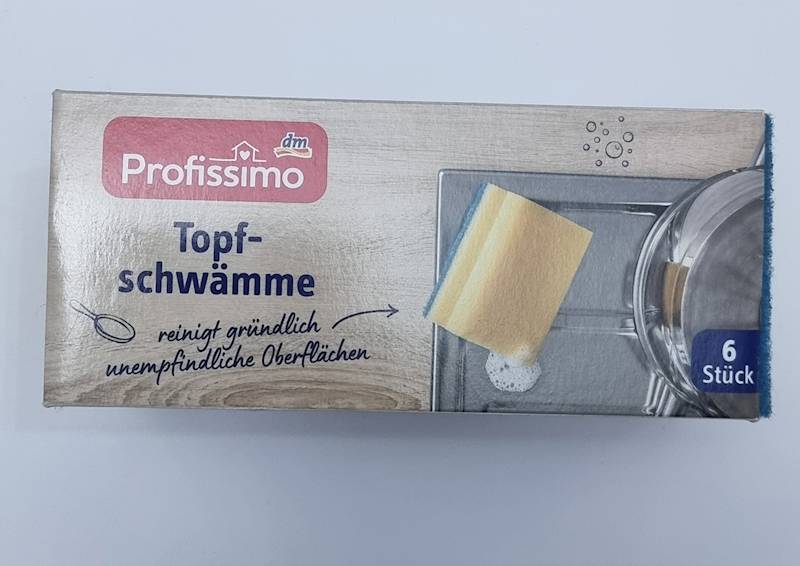 dm
Profissimo
Topf-
schwämme
reinigt gründlich
unempfindliche Oberflächen
6
Stück